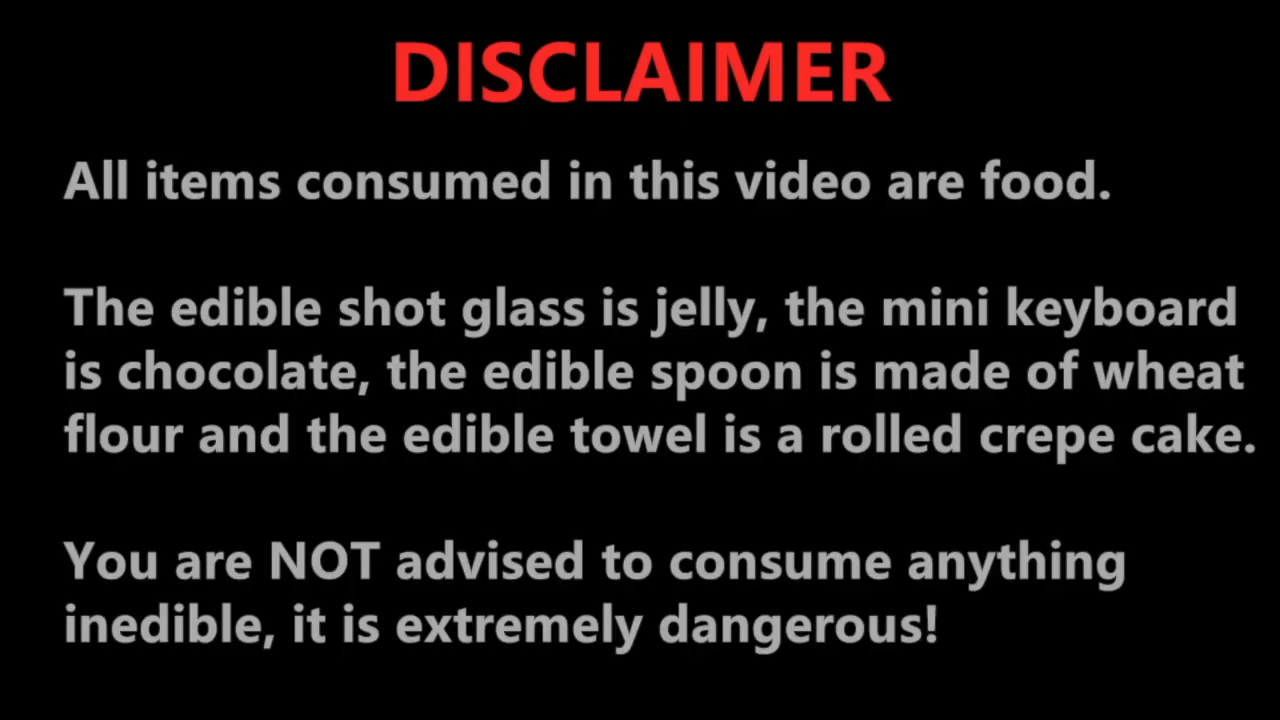 DISCLAIMER
All items consumed in this video are food.
The edible shot glass is jelly, the mini keyboard
is chocolate, the edible spoon is made of wheat
flour and the edible towel is a rolled crepe cake.
You are NOT advised to consume anything
inedible, it is extremely dangerous!